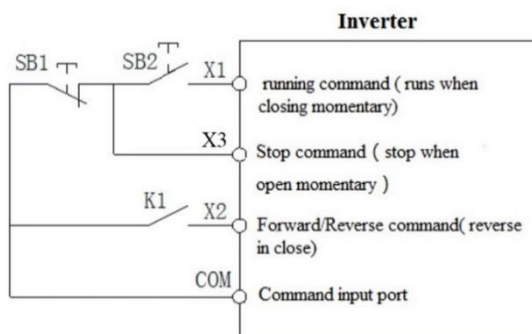 Inverter
SB1
SB2
X1
running command ( runs when
closing momentary)
X3
Stop command ( stop when
open momentary )
K1
X2
Forward/Reverse command( reverse
in close)
COM
Command input port